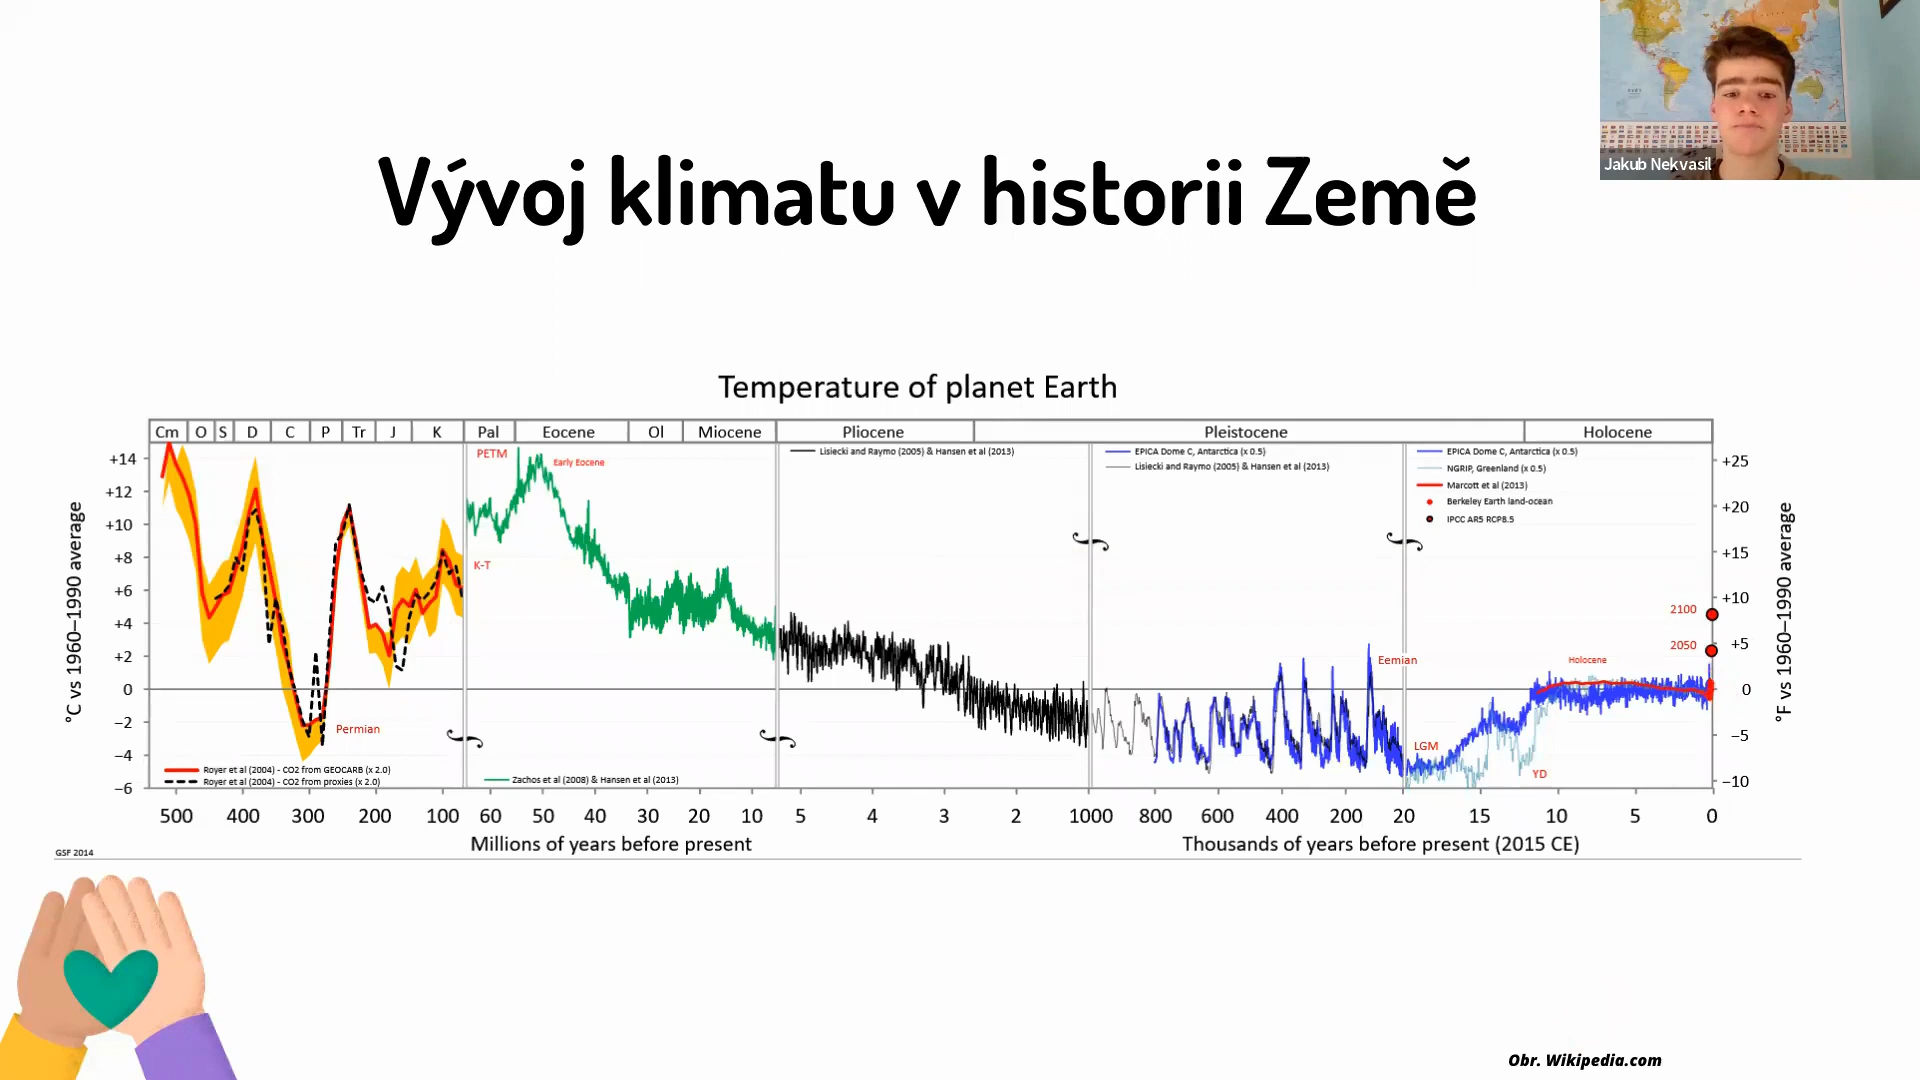 Jakub Nekvasil
Vývoj klimatu v historii Země
Temperature of planet Earth
Cm O S D C P Tr J K Pal Eocene Ol Miocene Pliocene Pleistocene Holocene
°C vs 1960–1990 average
+14
+12
+10
+8
+6
+4
+2
0
−2
−4
−6
Permian
Royer et al (2004) - CO2 from GEOCARB (x 2.0)
Royer et al (2004) - CO2 from proxies (x 2.0)
PETM
Early Eocene
K-T
Zachos et al (2008) & Hansen et al (2013)
Lisiecki and Raymo (2005) & Hansen et al (2013)
EPICA Dome C, Antarctica (x 0.5)
Lisiecki and Raymo (2005) & Hansen et al (2013)
Eemian
EPICA Dome C, Antarctica (x 0.5)
NGRIP, Greenland (x 0.5)
Marcott et al (2013)
Berkeley Earth land-ocean
IPCC AR5 RCP8.5
2100
2050
Holocene
LGM
YD
+25
+20
+15
+10
+5
0
−5
−10
°F vs 1960–1990 average
500 400 300 200 100 60 50 40 30 20 10 5 4 3 2 1000 800 600 400 200 20 15 10 5 0
Millions of years before present
Thousands of years before present (2015 CE)
GSF 2014
Obr. Wikipedia.com